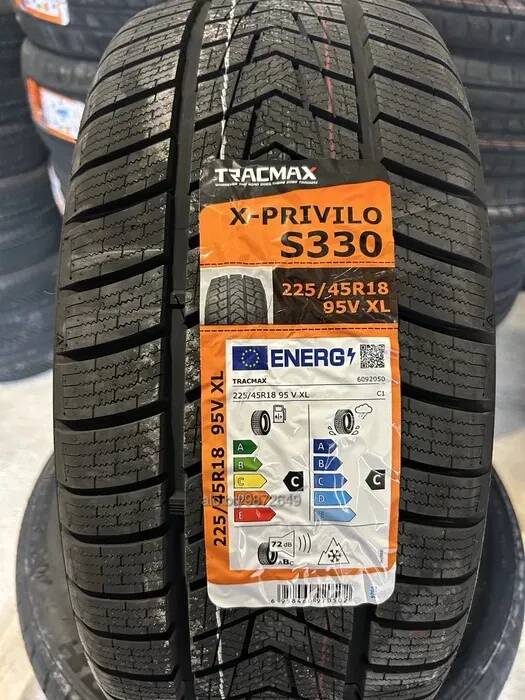 TRACMAX
X-PRIVILO
S330
225/45R18
95V XL
225/45R18 95V XL
ENERG
TRACMAX 6092050
225/45R18 95 V XL C1
A
B
C
D
E
C
A
B
C
D
E
C
72 dB
ABC